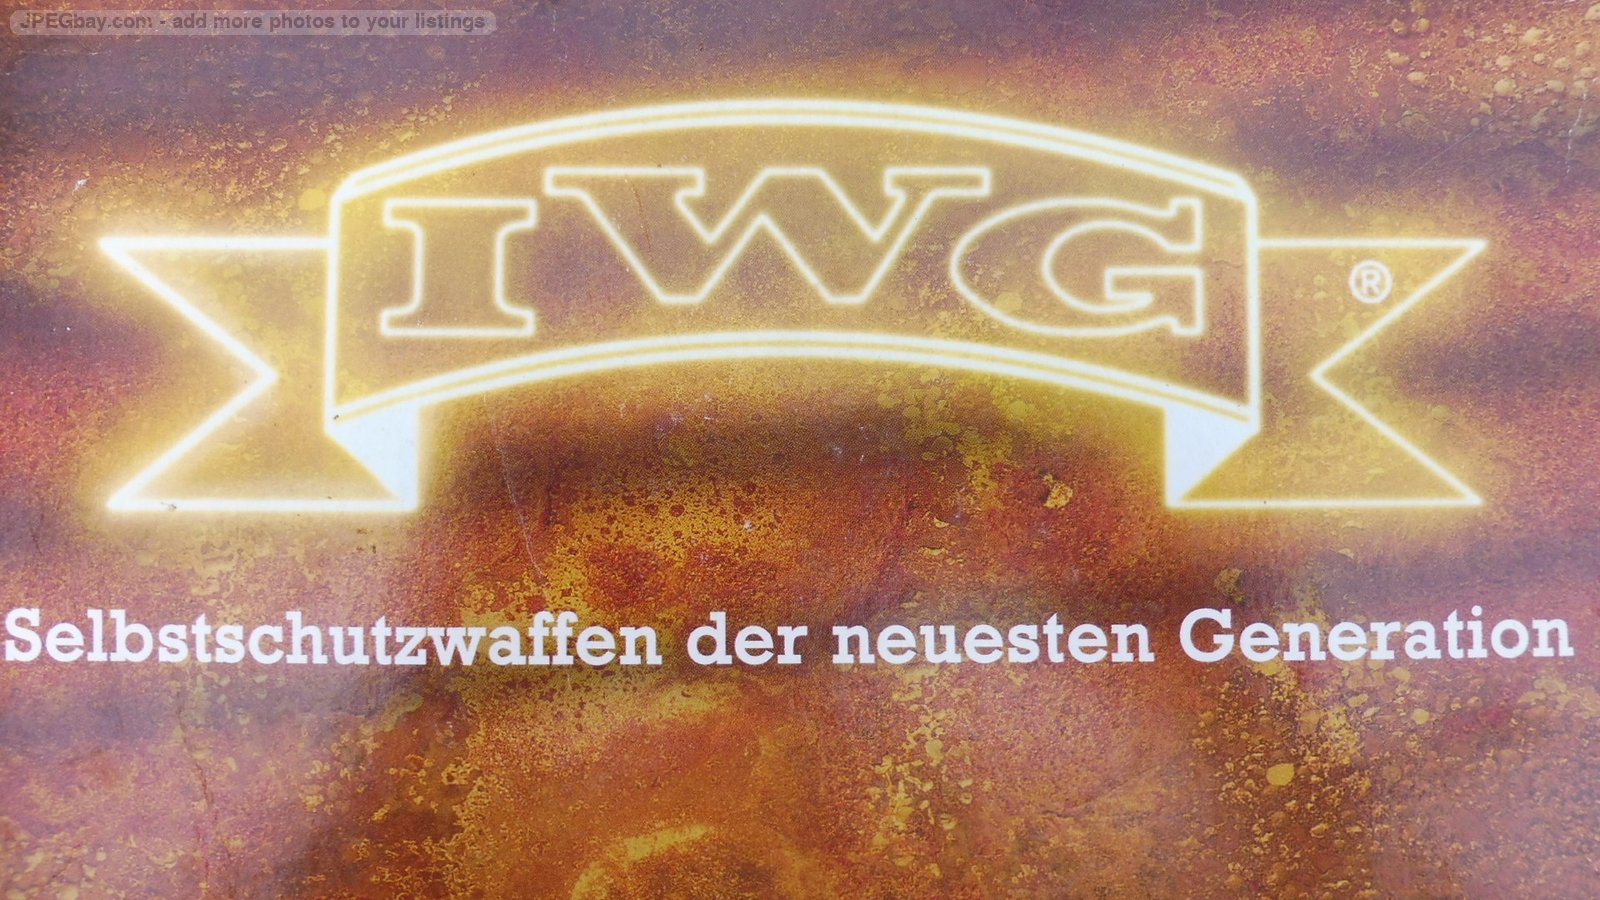 JPEGbay.com - add more photos to your listings
IWG
®
Selbstschutzwaffen der neuesten Generation